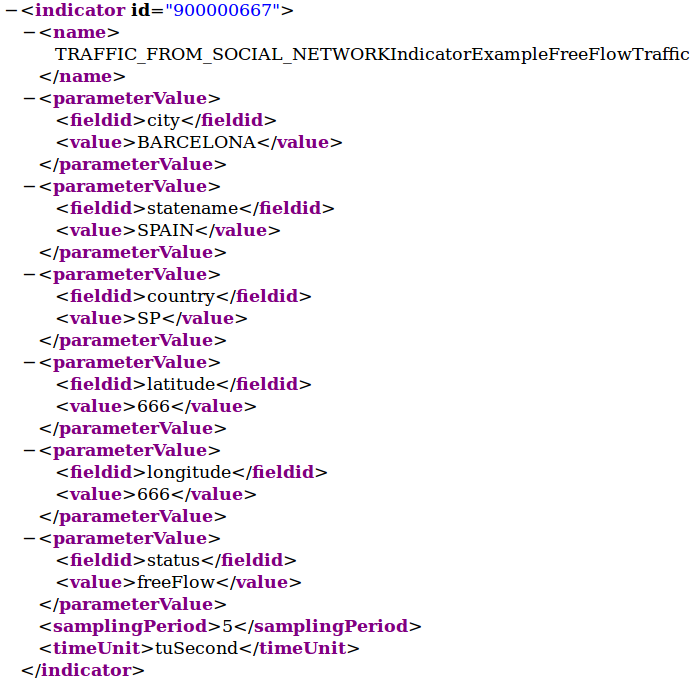 −<indicator id="900000667">
−<name>
TRAFFIC_FROM_SOCIAL_NETWORKIndicatorExampleFreeFlowTraffic
</name>
−<parameterValue>
<fieldid>city</fieldid>
<value>BARCELONA</value>
</parameterValue>
−<parameterValue>
<fieldid>statename</fieldid>
<value>SPAIN</value>
</parameterValue>
−<parameterValue>
<fieldid>country</fieldid>
<value>SP</value>
</parameterValue>
−<parameterValue>
<fieldid>latitude</fieldid>
<value>666</value>
</parameterValue>
−<parameterValue>
<fieldid>longitude</fieldid>
<value>666</value>
</parameterValue>
−<parameterValue>
<fieldid>status</fieldid>
<value>freeFlow</value>
</parameterValue>
<samplingPeriod>5</samplingPeriod>
<timeUnit>tuSecond</timeUnit>
</indicator>